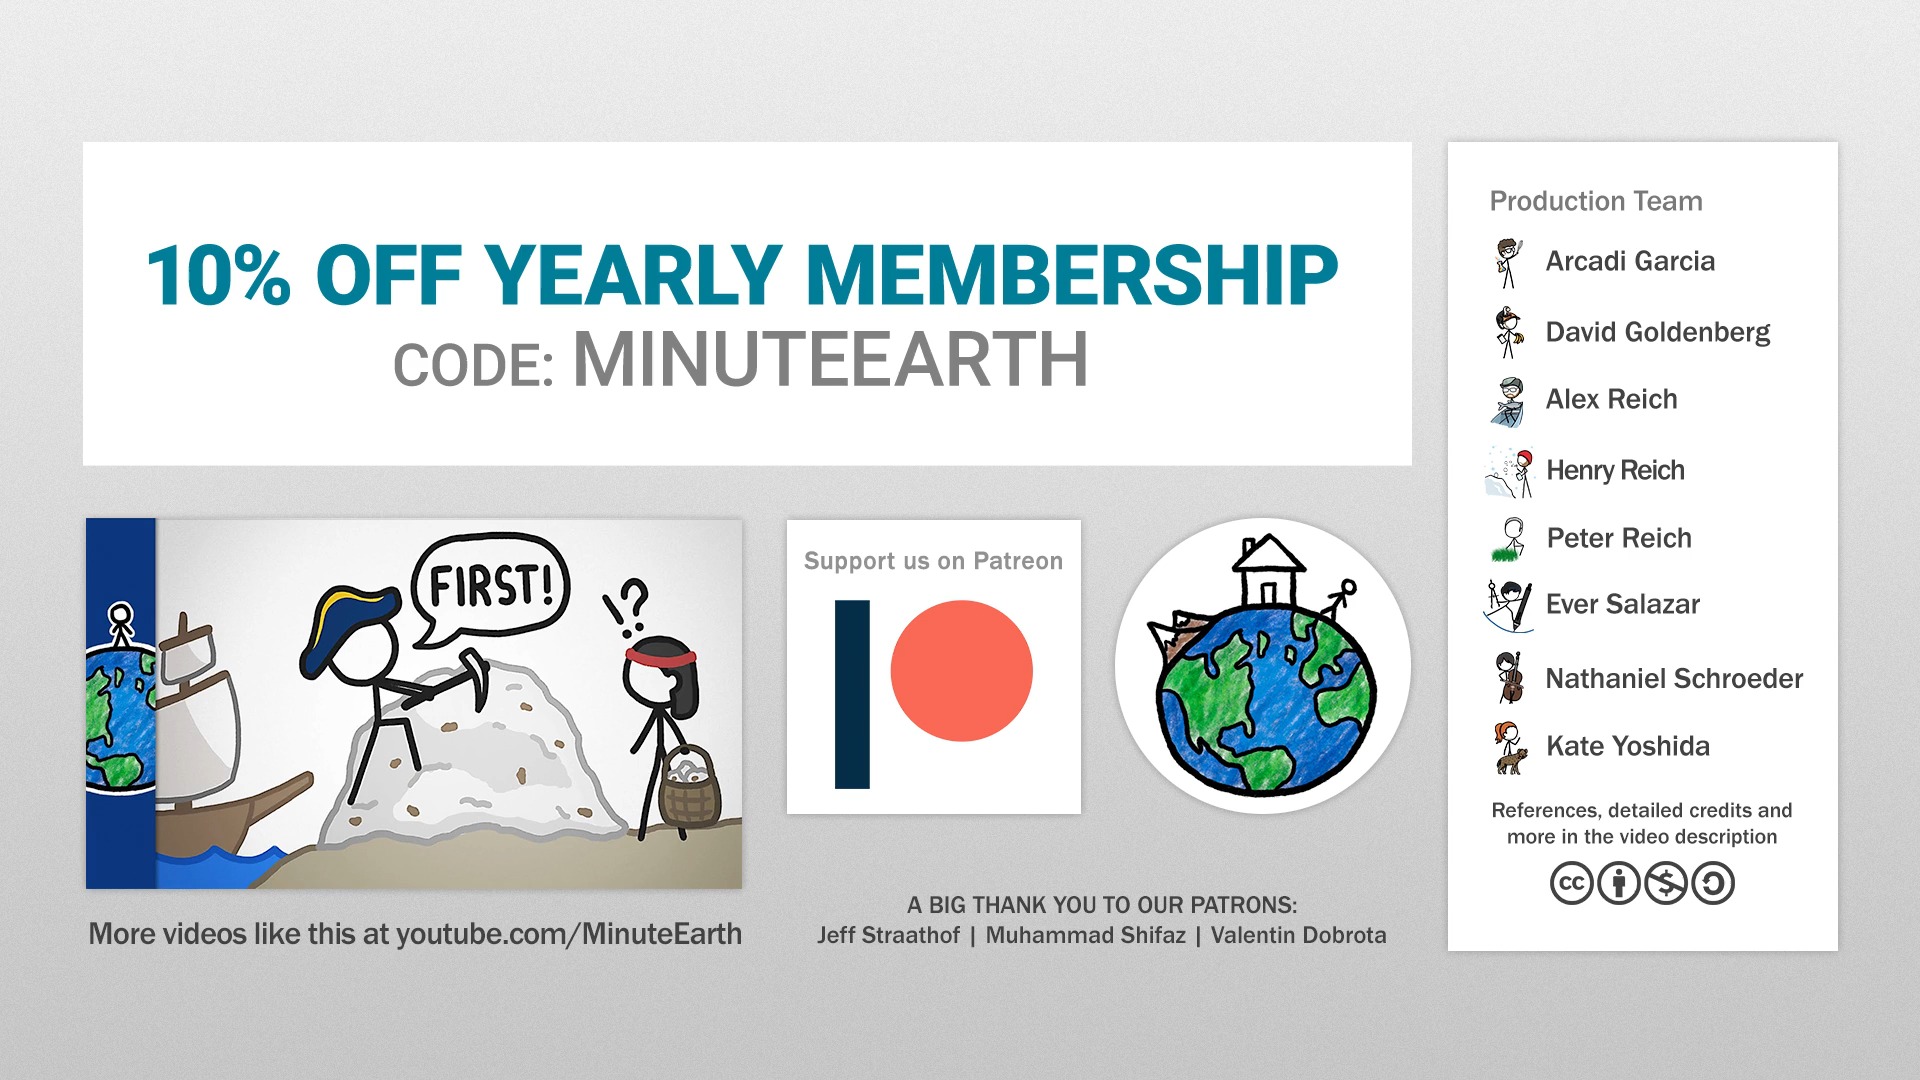 10% OFF YEARLY MEMBERSHIP
CODE: MINUTEEARTH
FIRST!
!?
More videos like this at youtube.com/MinuteEarth
Support us on Patreon
A BIG THANK YOU TO OUR PATRONS:
Jeff Straathof | Muhammad Shifaz | Valentin Dobrota
Production Team
Arcadi Garcia
David Goldenberg
Alex Reich
Henry Reich
Peter Reich
Ever Salazar
Nathaniel Schroeder
Kate Yoshida
References, detailed credits and
more in the video description
cc